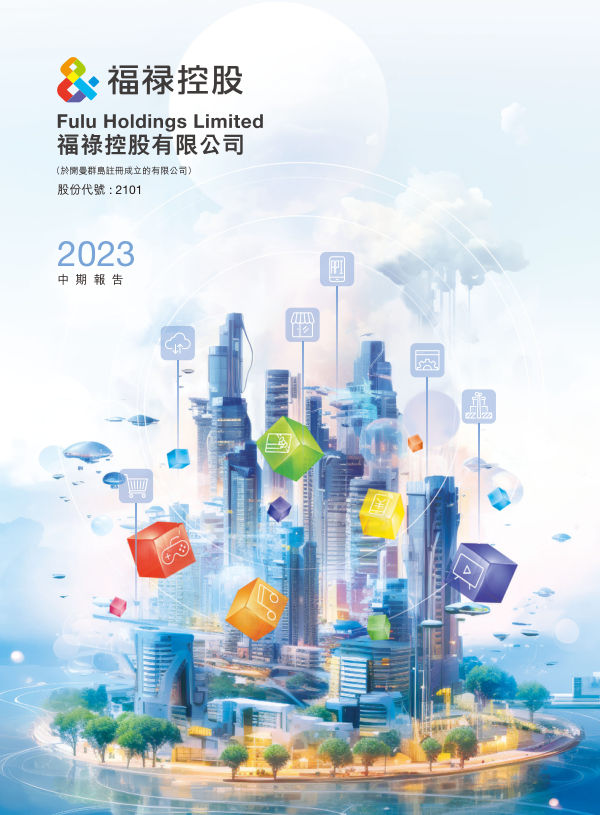 福禄控股
Fulu Holdings Limited
福祿控股有限公司
（於開曼群島註冊成立的有限公司）
股份代號 : 2101
2023
中期報告
API